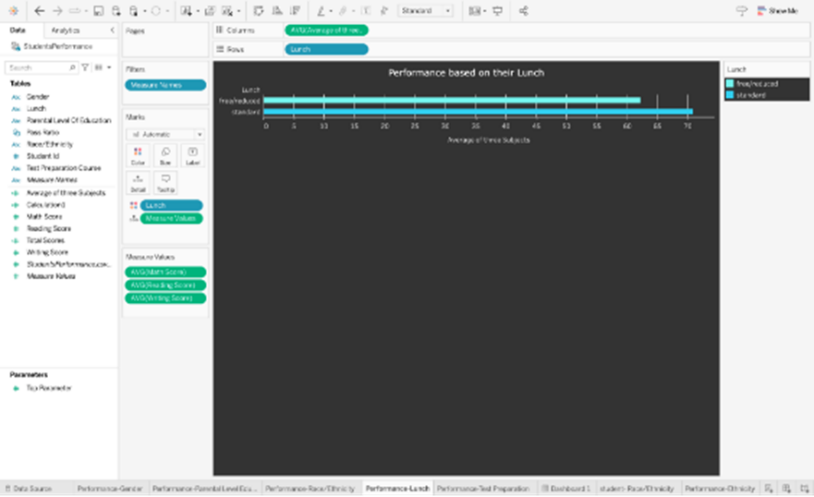 Standard
Show Me
Data
Analytics
StudentsPerformance
Search
Tables
Gender
Lunch
Parental Level Of Education
Pass Ratio
Race/Ethnicity
Student Id
Test Preparation Course
Measure Names
Average of three Subjects
Calculation1
Math Score
Reading Score
Total Scores
Writing Score
StudentsPerformance.csv...
Measure Values
Parameters
Top Parameter
Pages
Filters
Measure Names
Marks
Automatic
Color
Size
Label
Detail
Tooltip
Lunch
Measure Values
Measure Values
AVG(Math Score)
AVG(Reading Score)
AVG(Writing Score)
Columns
AVG(Average of three..
Rows
Lunch
Performance based on their Lunch
Lunch
free/reduced
standard
0 5 10 15 20 25 30 35 40 45 50 55 60 65 70
Average of three Subjects
Lunch
free/reduced
standard
Data Source
Performance-Gender
Performance-Parental Level Edu...
Performance-Race/Ethnicity
Performance-Lunch
Performance-Test Preparation
Dashboard 1
student-Race/Ethnicity
Performance-Ethnicity